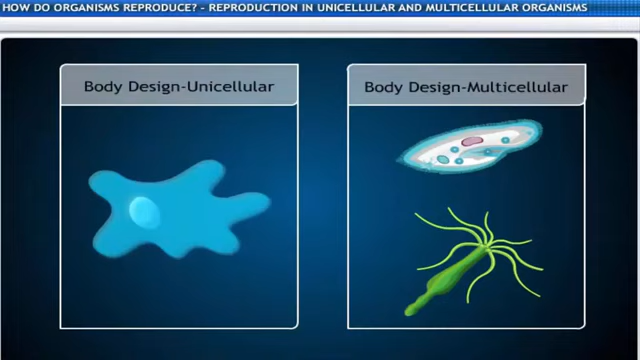 HOW DO ORGANISMS REPRODUCE? - REPRODUCTION IN UNICELLULAR AND MULTICELLULAR ORGANISMS
Body Design-Unicellular
Body Design-Multicellular